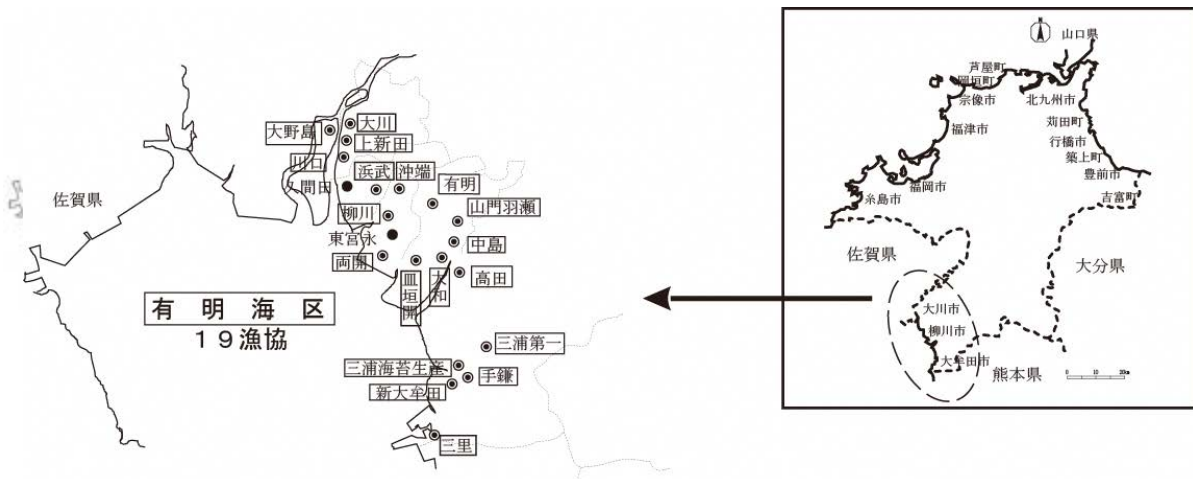 佐賀県
大野島
大川
上新田
川口
久間田
浜武
沖端
有明
山門羽瀬
柳川
東宮永
中島
両開
皿垣開
大和
高田
有明海区
19漁協
三浦第一
三浦海苔生産
手鎌
新大牟田
三里
N
山口県
芦屋町
岡垣町
宗像市
北九州市
福津市
苅田町
行橋市
築上町
豊前市
吉富町
福岡市
糸島市
佐賀県
大分県
大川市
柳川市
大牟田市
熊本県
0 10 20km